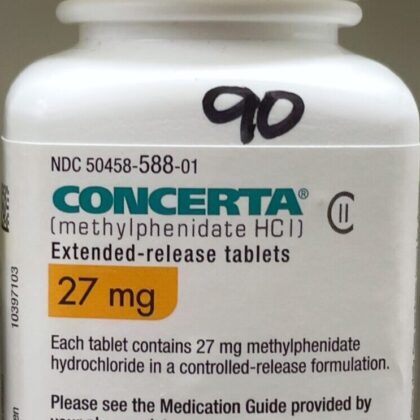 90
NDC 50458-588-01
CONCERTA® CII
(methylphenidate HCl)
Extended-release tablets
27 mg
Each tablet contains 27 mg methylphenidate
hydrochloride in a controlled-release formulation.
Please see the Medication Guide provided by
10397103